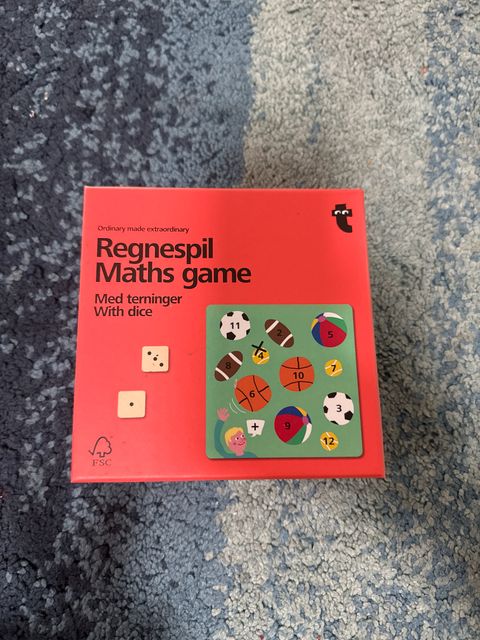 Ordinary made extraordinary
t
Regnespil
Maths game
Med terninger
With dice
11
2
5
4
8
10
7
6
3
+
9
12
FSC